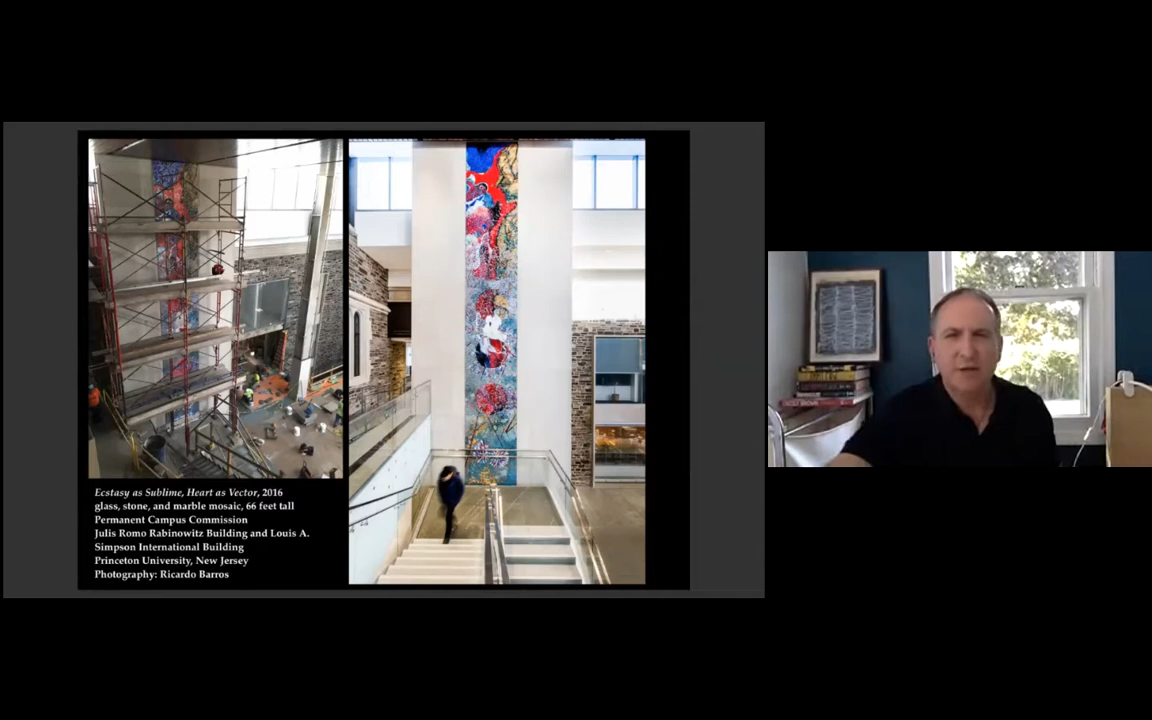 Ecstasy as Sublime, Heart as Vector, 2016
glass, stone, and marble mosaic, 66 feet tall
Permanent Campus Commission
Julis Romo Rabinowitz Building and Louis A.
Simpson International Building
Princeton University, New Jersey
Photography: Ricardo Barros